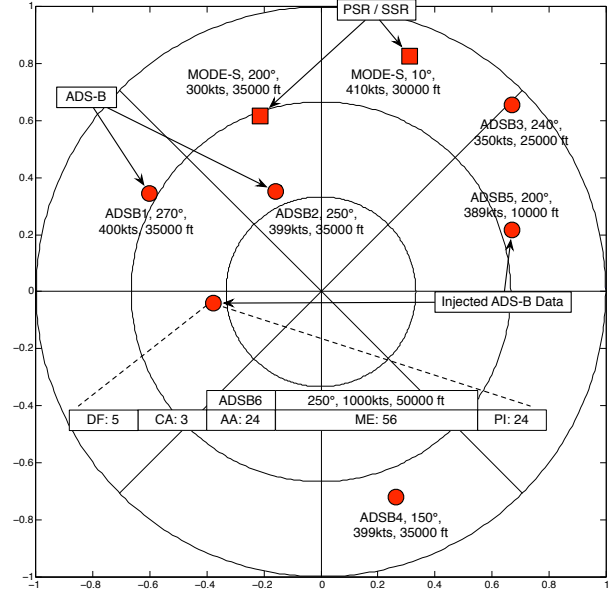 PSR / SSR
MODE-S, 200°,
300kts, 35000 ft
MODE-S, 10°,
410kts, 30000 ft
ADS-B
ADSB3, 240°,
350kts, 25000 ft
ADSB1, 270°,
400kts, 35000 ft
ADSB2, 250°,
399kts, 35000 ft
ADSB5, 200°,
389kts, 10000 ft
Injected ADS-B Data
ADSB6
250°, 1000kts, 50000 ft
DF: 5
CA: 3
AA: 24
ME: 56
PI: 24
ADSB4, 150°,
399kts, 35000 ft
1
0.8
0.6
0.4
0.2
0
−0.2
−0.4
−0.6
−0.8
−1
−1
−0.8
−0.6
−0.4
−0.2
0
0.2
0.4
0.6
0.8
1